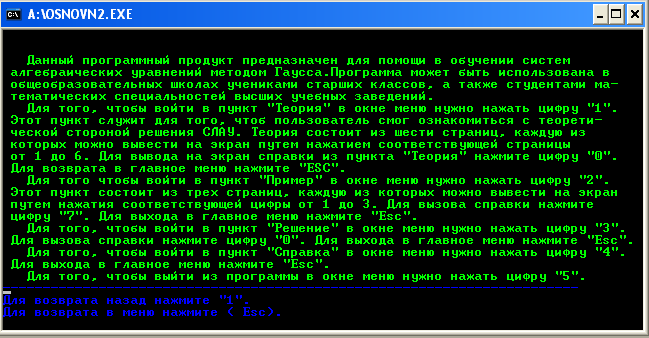 A:\OSNOVN2.EXE
Данный программный продукт предназначен для помощи в обучении систем
алгебраических уравнений методом Гаусса.Программа может быть использована в
общеобразовательных школах учениками старших классов, а также студентами ма-
тематических специальностей высших учебных заведений.
Для того, чтобы войти в пункт "Теория" в окне меню нужно нажать цифру "1".
Этот пункт служит для того, чтоб пользователь смог ознакомиться с теорети-
ческой стороной решения СЛАУ. Теория состоит из шести страниц, каждую из
которых можно вывести на экран путем нажатием соответствующей страницы
от 1 до 6. Для вывода на экран справки из пункта "Теория" нажмите цифру "0".
Для возврата в главное меню нажмите "ESC".
Для того чтобы войти в пункт "Пример" в окне меню нужно нажать цифру "2".
Этот пункт состоит из трех страниц, каждую из которых можно вывести на экран
путем нажатия соответствующей цифры от 1 до 3. Для вызова справки нажмите
цифру "7". Для выхода в главное меню нажмите "Esc".
Для того, чтобы войти в пункт "Решение" в окне меню нужно нажать цифру "3".
Для вызова справки нажмите цифру "0". Для выхода в главное меню нажмите "Esc".
Для того, чтобы войти в пункт "Справка" в окне меню нужно нажать цифру "4".
Для выхода в главное меню нажмите "Esc".
Для того, чтобы выйти из программы в окне меню нужно нажать цифру "5".
Для возврата назад нажмите "1".
Для возврата в меню нажмите ( Esc).